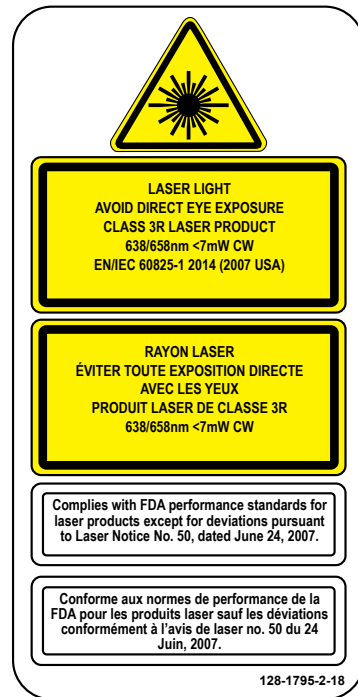 LASER LIGHT
AVOID DIRECT EYE EXPOSURE
CLASS 3R LASER PRODUCT
638/658nm <7mW CW
EN/IEC 60825-1 2014 (2007 USA)
RAYON LASER
ÉVITER TOUTE EXPOSITION DIRECTE
AVEC LES YEUX
PRODUIT LASER DE CLASSE 3R
638/658nm <7mW CW
Complies with FDA performance standards for
laser products except for deviations pursuant
to Laser Notice No. 50, dated June 24, 2007.
Conforme aux normes de performance de la
FDA pour les produits laser sauf les déviations
conformément à l'avis de laser no. 50 du 24
Juin, 2007.
128-1795-2-18